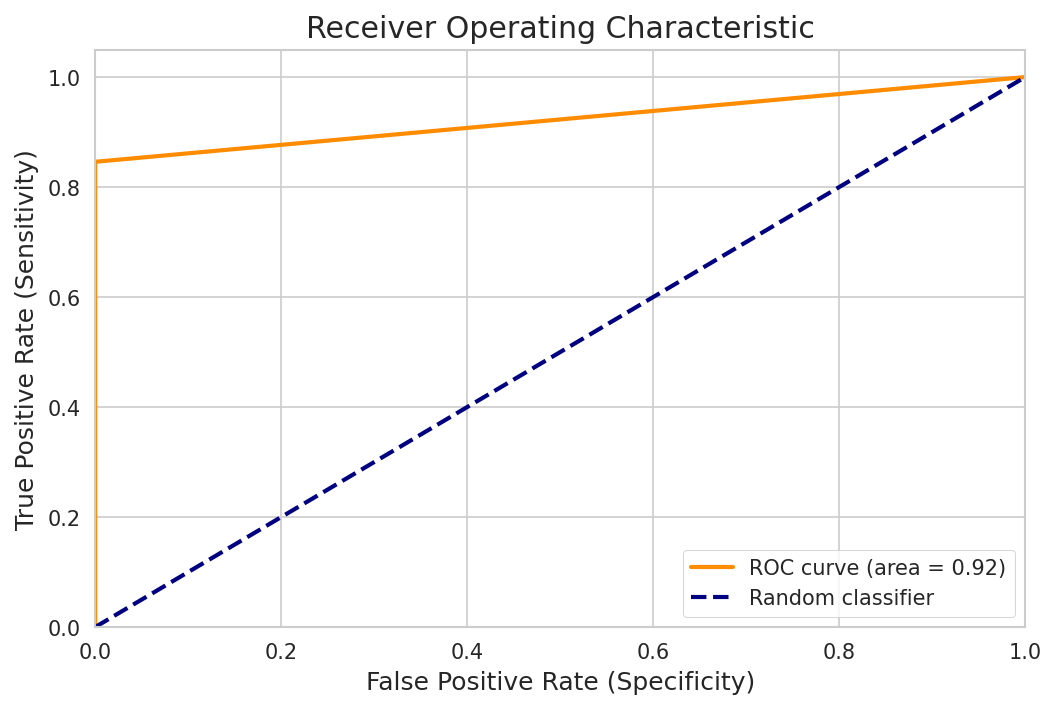 Receiver Operating Characteristic
True Positive Rate (Sensitivity)
1.0
0.8
0.6
0.4
0.2
0.0
ROC curve (area = 0.92)
Random classifier
0.0 0.2 0.4 0.6 0.8 1.0
False Positive Rate (Specificity)